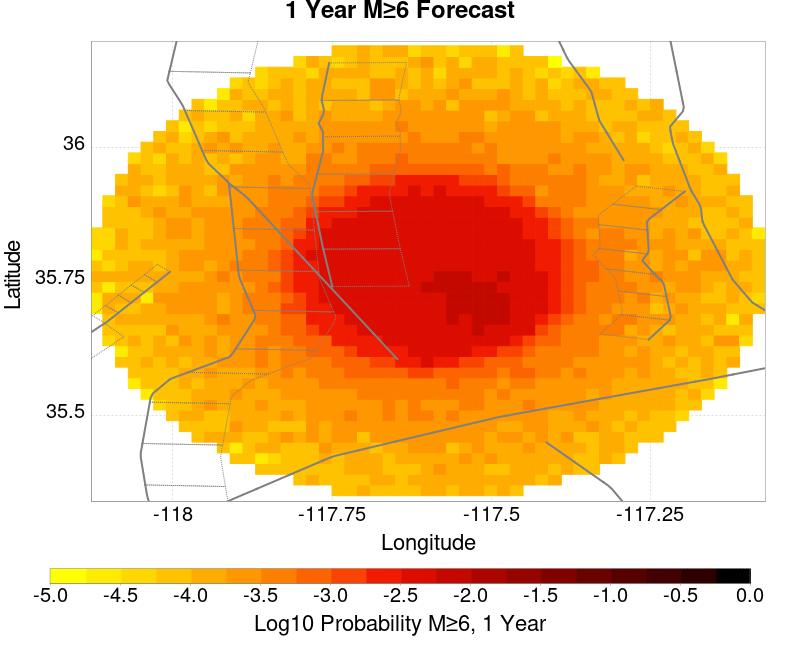 1 Year M≥6 Forecast
Latitude
36
35.75
35.5
-118 -117.75 -117.5 -117.25
Longitude
-5.0 -4.5 -4.0 -3.5 -3.0 -2.5 -2.0 -1.5 -1.0 -0.5 0.0
Log10 Probability M≥6, 1 Year